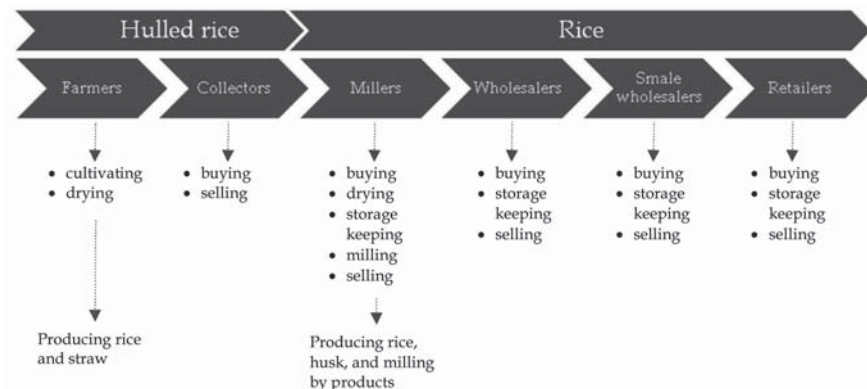 Hulled rice
Rice
Farmers
Collectors
Millers
Wholesalers
Smale
wholesalers
Retailers
• cultivating
• drying
• buying
• selling
• buying
• drying
• storage
keeping
• milling
• selling
• buying
• storage
keeping
• selling
• buying
• storage
keeping
• selling
• buying
• storage
keeping
• selling
Producing rice
and straw
Producing rice,
husk, and milling
by products